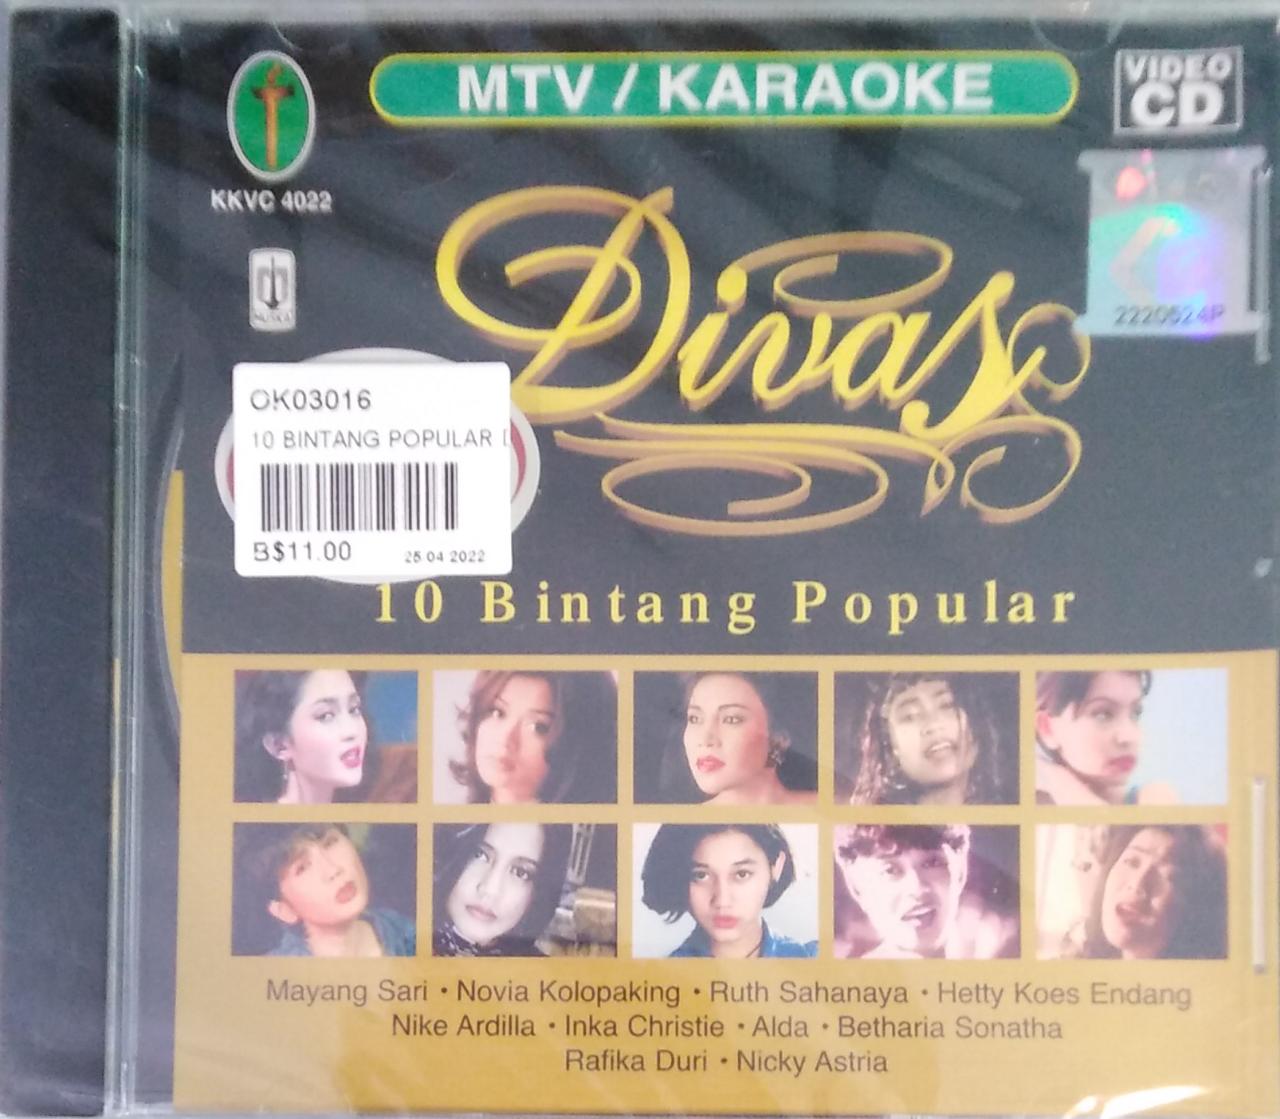 MTV / KARAOKE
VIDEO
CD
KKVC 4022
MUSICA
Divas
2220524P
OK03016
10 BINTANG POPULAR
B$11.00 25 04 2022
10 Bintang Popular
Mayang Sari • Novia Kolopaking • Ruth Sahanaya • Hetty Koes Endang
Nike Ardilla • Inka Christie • Alda • Betharia Sonatha
Rafika Duri • Nicky Astria